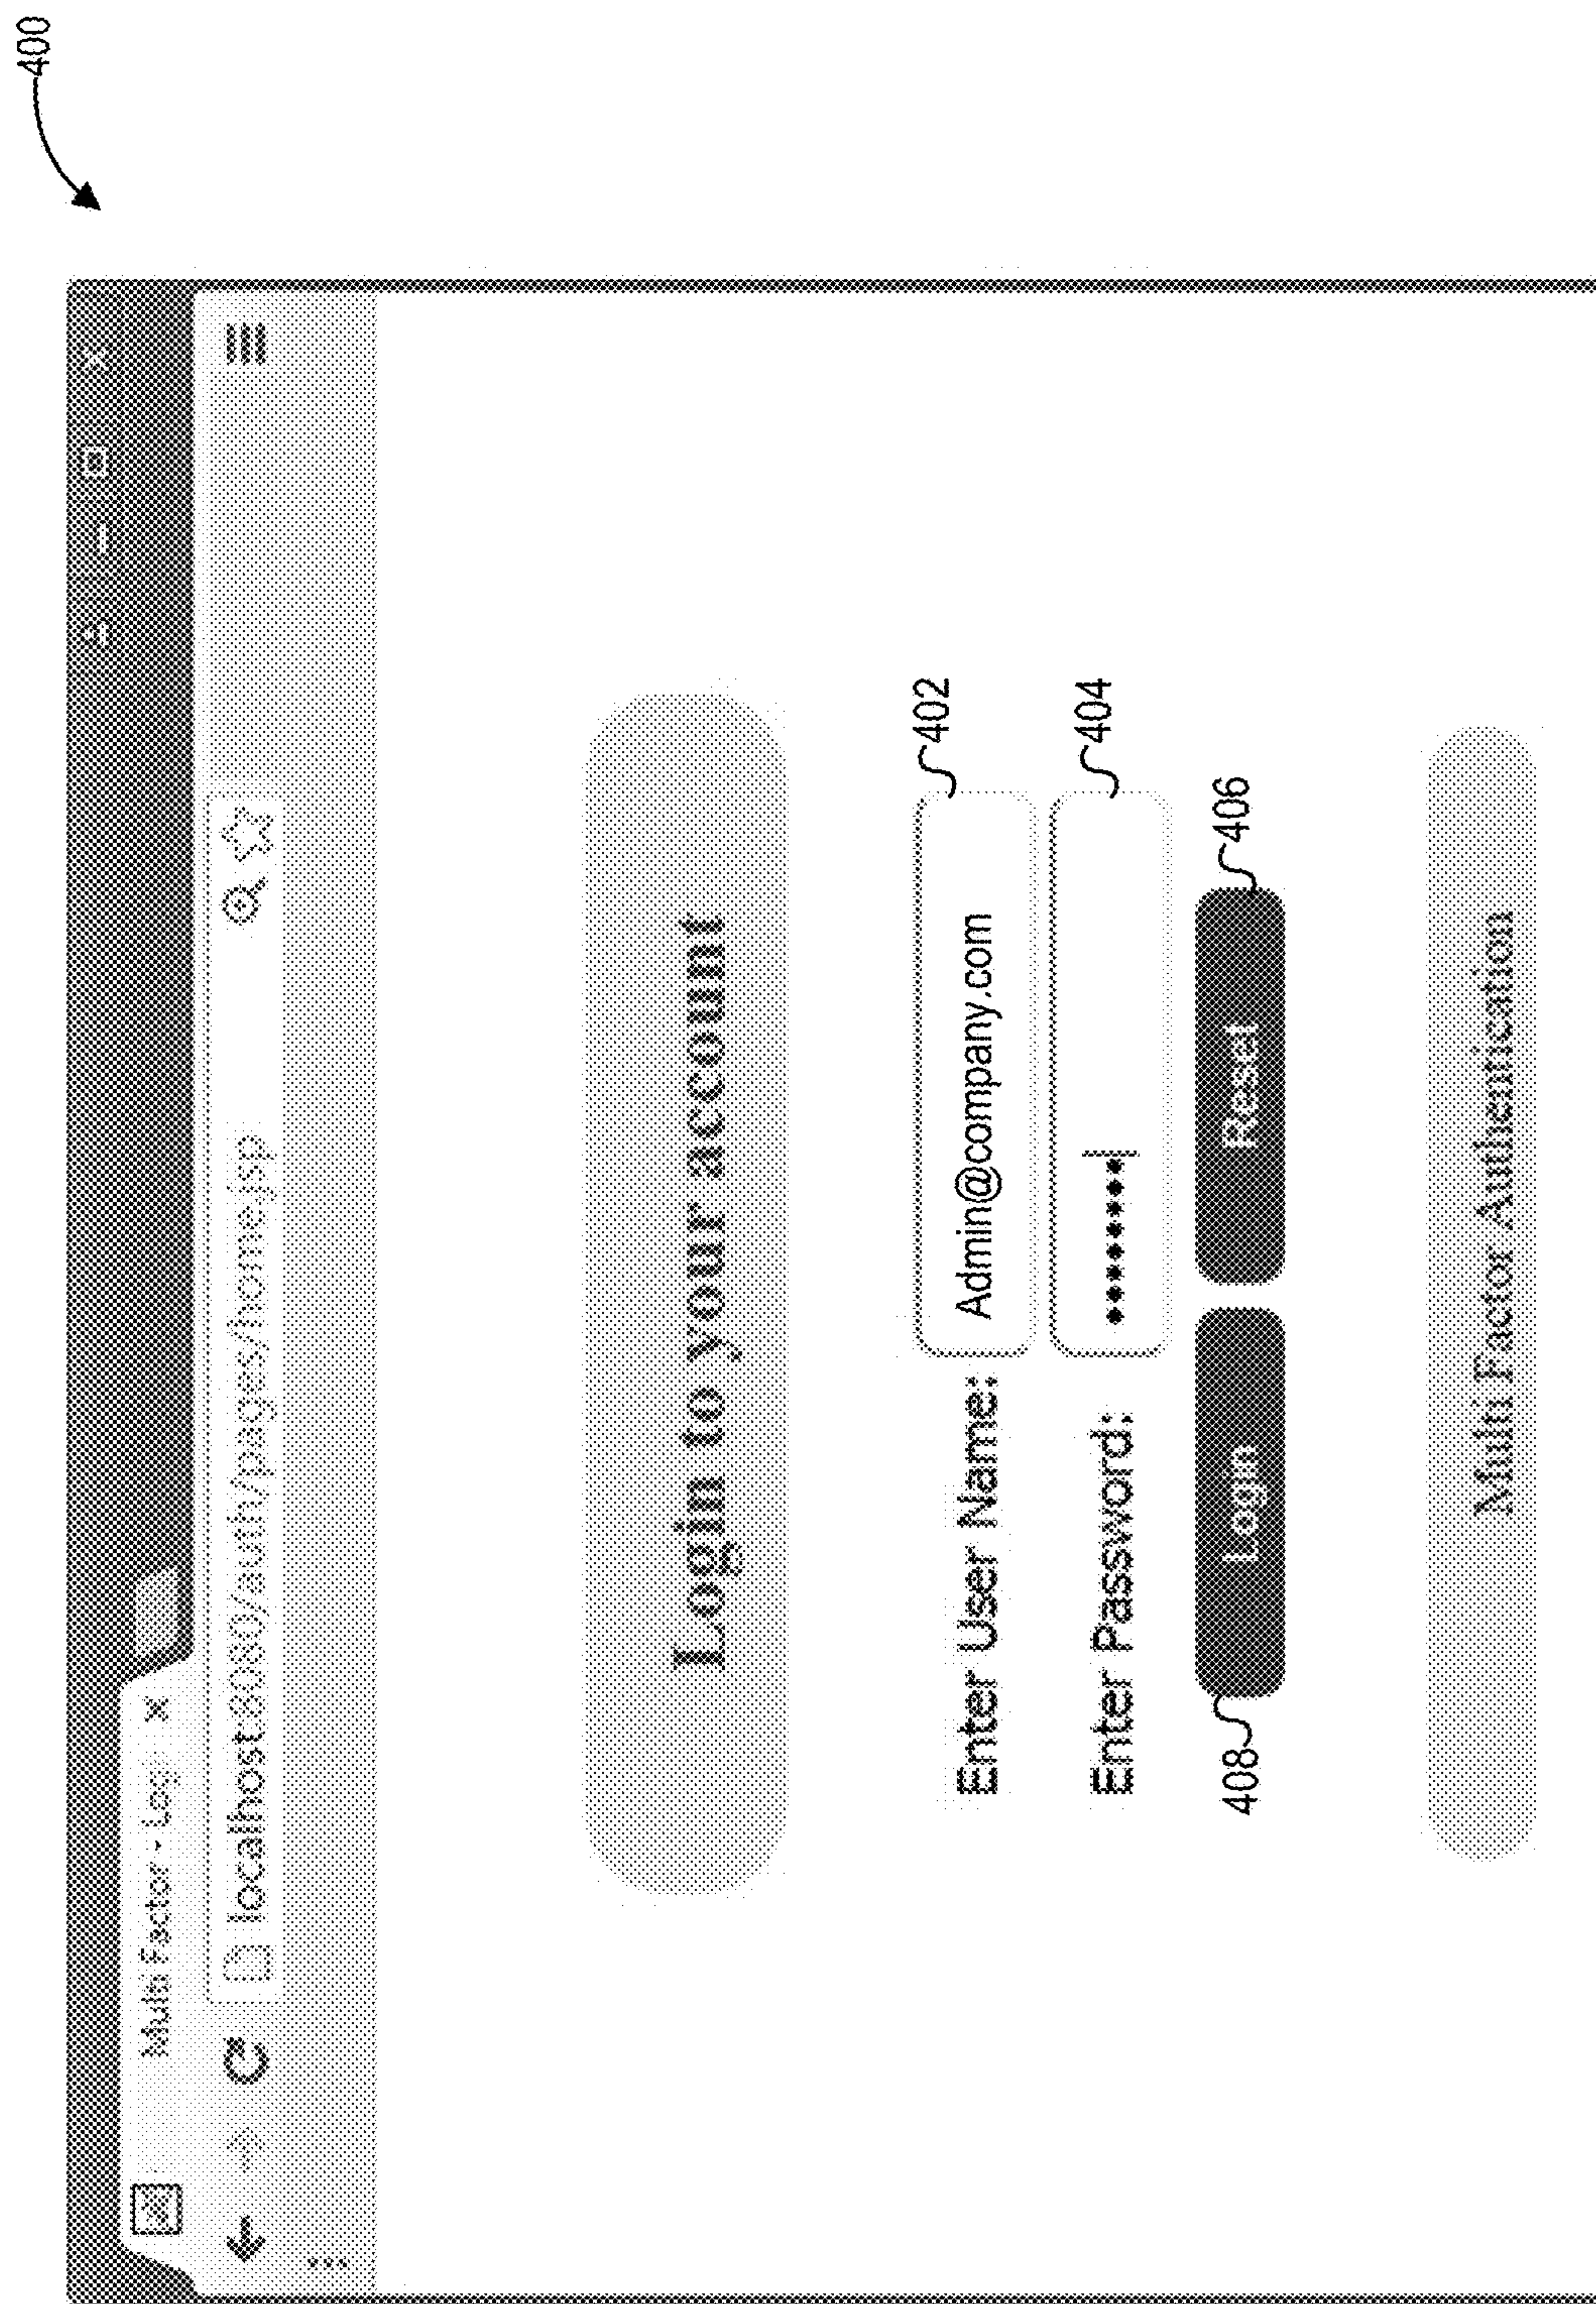 400
Multi Factor - Logi x
localhost:8080/auth/pages/home.jsp
Login to your account
Enter User Name: Admin@company.com 402
Enter Password: •••••••• 404
408 Login Reset 406
Multi Factor Authentication